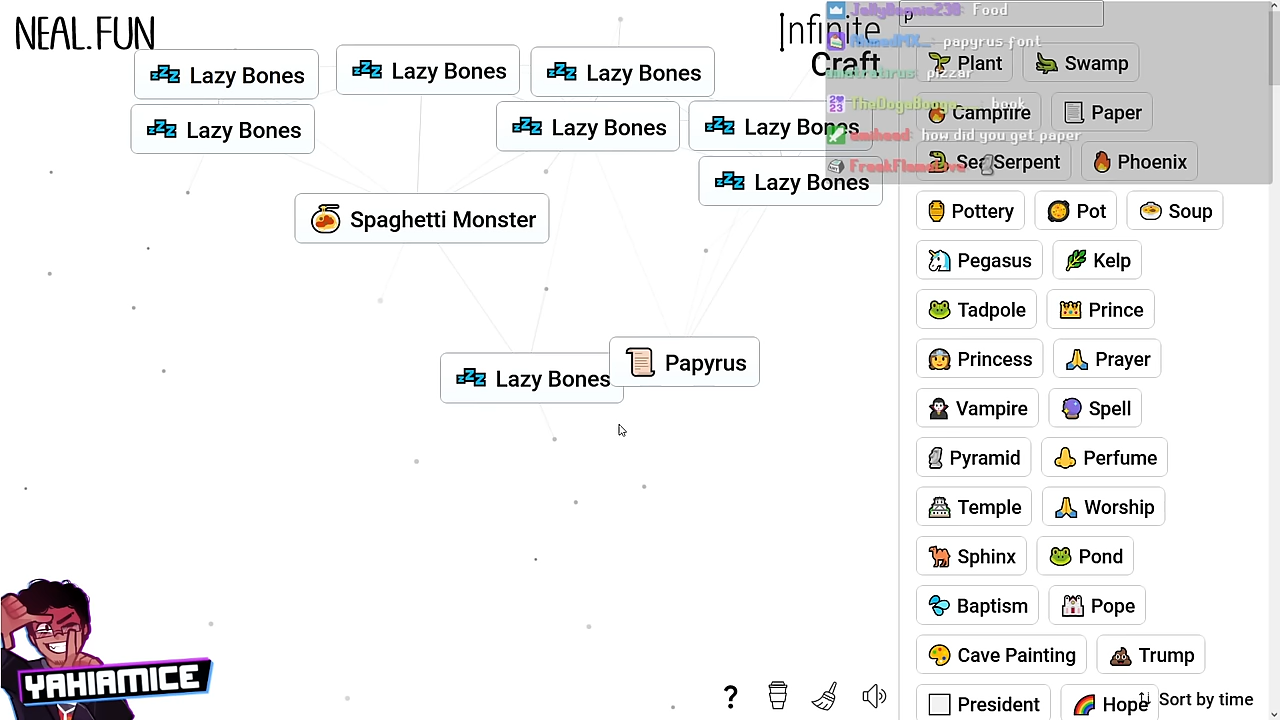 NEAL.FUN
Infinite
Craft
p
Food
papyrus font
pizzar
book
how did you get paper
Lazy Bones
Lazy Bones
Lazy Bones
Lazy Bones
Lazy Bones
Lazy Bones
Lazy Bones
Spaghetti Monster
Lazy Bones
Papyrus
Plant
Swamp
Campfire
Paper
Sea Serpent
Phoenix
Pottery
Pot
Soup
Pegasus
Kelp
Tadpole
Prince
Princess
Prayer
Vampire
Spell
Pyramid
Perfume
Temple
Worship
Sphinx
Pond
Baptism
Pope
Cave Painting
Trump
President
Hope
Sort by time
?
YAHIAMICE